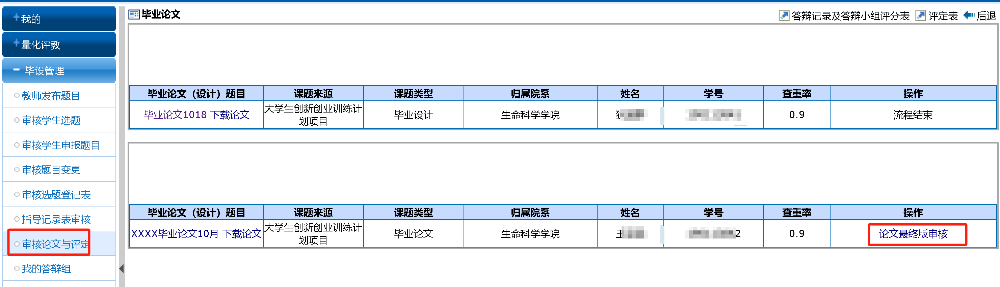 我的
量化评教
毕设管理
教师发布题目
审核学生选题
审核学生申报题目
审核题目变更
审核选题登记表
指导记录表审核
审核论文与评定
我的答辩组
毕业论文
答辩记录及答辩小组评分表 评定表 后退
毕业论文（设计）题目 课题来源 课题类型 归属院系 姓名 学号 查重率 操作
毕业论文1018 下载论文 大学生创新创业训练计 毕业设计 生命科学学院 0.9 流程结束
划项目
毕业论文（设计）题目 课题来源 课题类型 归属院系 姓名 学号 查重率 操作
XXXX毕业论文10月 下载论文 大学生创新创业训练计 毕业论文 生命科学学院 王 2 0.9 论文最终版审核
划项目